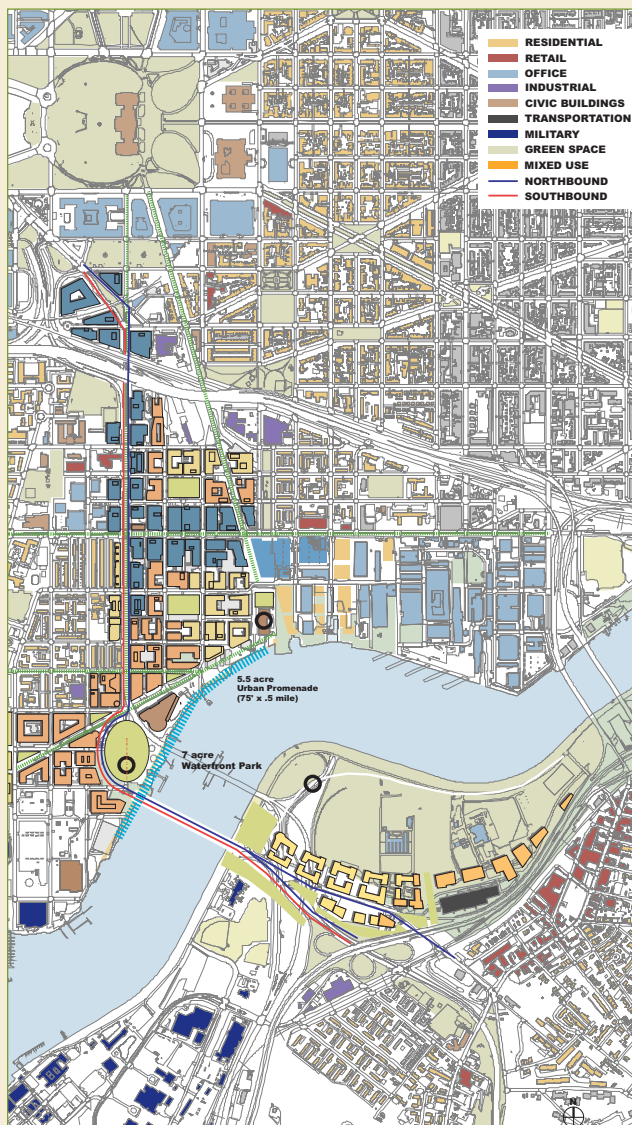 RESIDENTIAL
RETAIL
OFFICE
INDUSTRIAL
CIVIC BUILDINGS
TRANSPORTATION
MILITARY
GREEN SPACE
MIXED USE
NORTHBOUND
SOUTHBOUND
5.5 acre
Urban Promenade
(75' x .5 mile)
7 acre
Waterfront Park
N